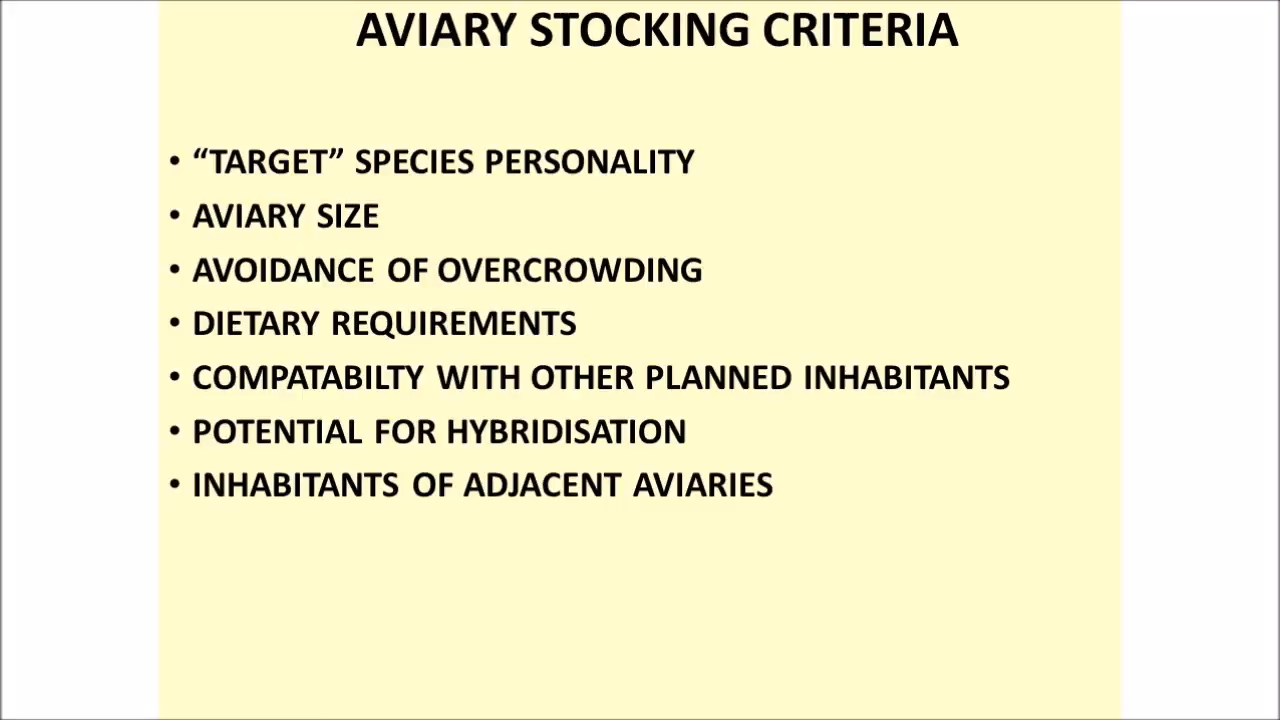 AVIARY STOCKING CRITERIA
• “TARGET” SPECIES PERSONALITY
• AVIARY SIZE
• AVOIDANCE OF OVERCROWDING
• DIETARY REQUIREMENTS
• COMPATABILTY WITH OTHER PLANNED INHABITANTS
• POTENTIAL FOR HYBRIDISATION
• INHABITANTS OF ADJACENT AVIARIES